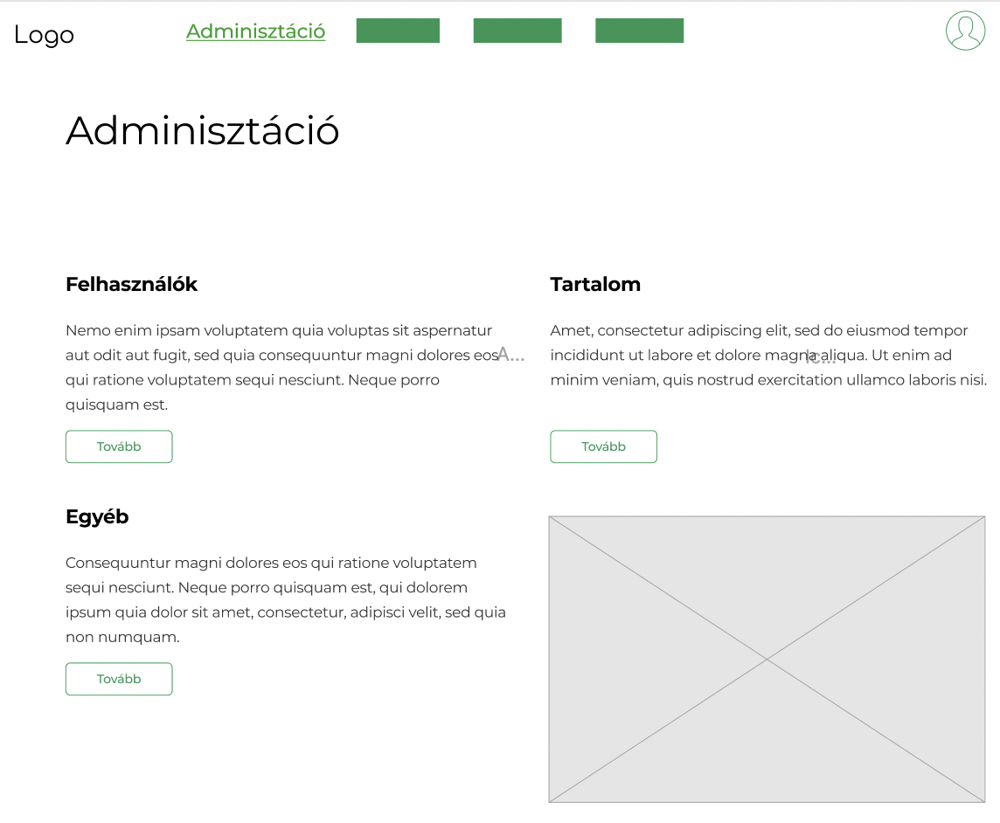 Logo
Adminisztáció
Adminisztáció
Felhasználók
Nemo enim ipsam voluptatem quia voluptas sit aspernatur
aut odit aut fugit, sed quia consequuntur magni dolores eos
A...
qui ratione voluptatem sequi nesciunt. Neque porro
quisquam est.
Tovább
Tartalom
Amet, consectetur adipiscing elit, sed do eiusmod tempor
incididunt ut labore et dolore magna aliqua. Ut enim ad
minim veniam, quis nostrud exercitation ullamco laboris nisi.
Tovább
Egyéb
Consequuntur magni dolores eos qui ratione voluptatem
sequi nesciunt. Neque porro quisquam est, qui dolorem
ipsum quia dolor sit amet, consectetur, adipisci velit, sed quia
non numquam.
Tovább